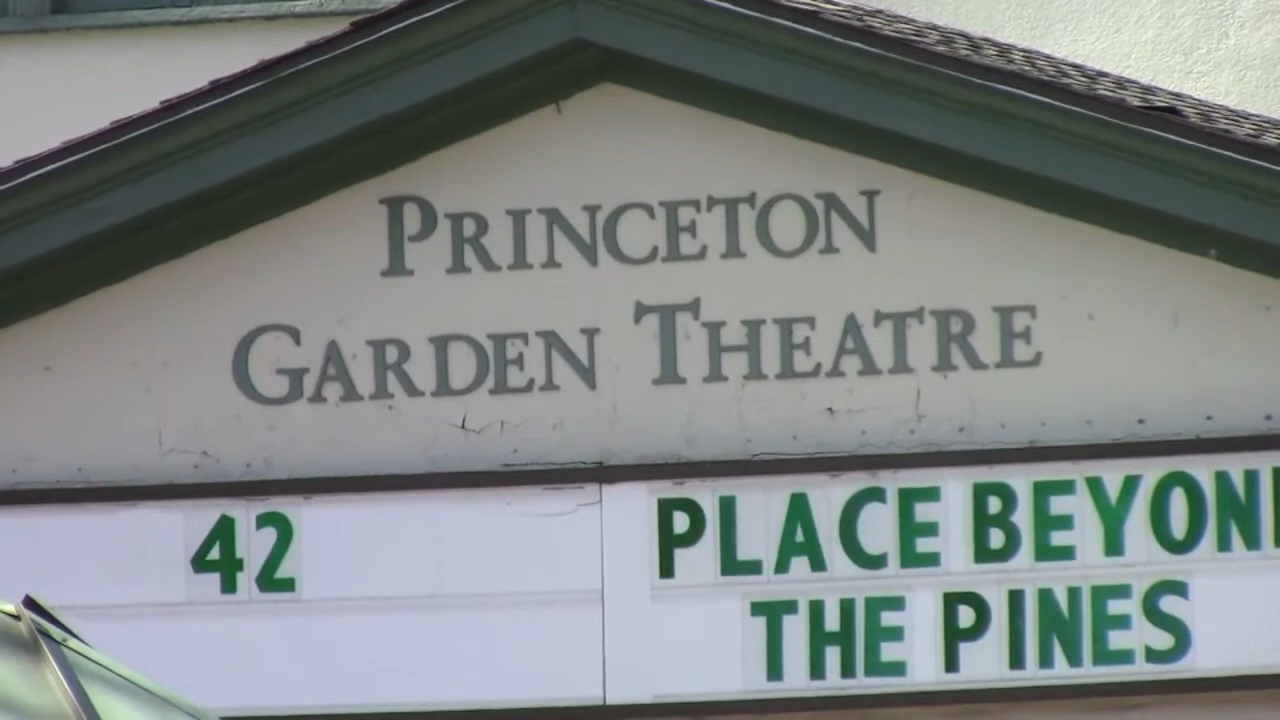 PRINCETON
GARDEN THEATRE
42
PLACE BEYON
THE PINES